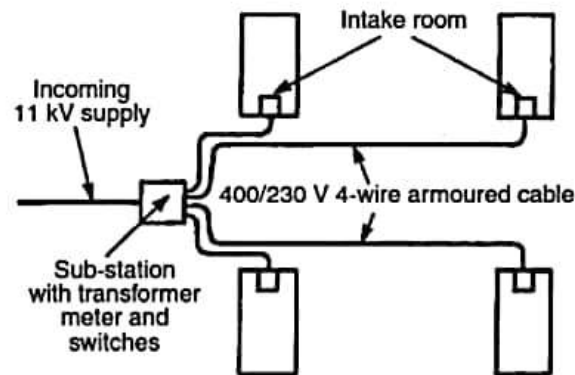 Intake room
Incoming
11 kV supply
400/230 V 4-wire armoured cable
Sub-station
with transformer
meter and
switches